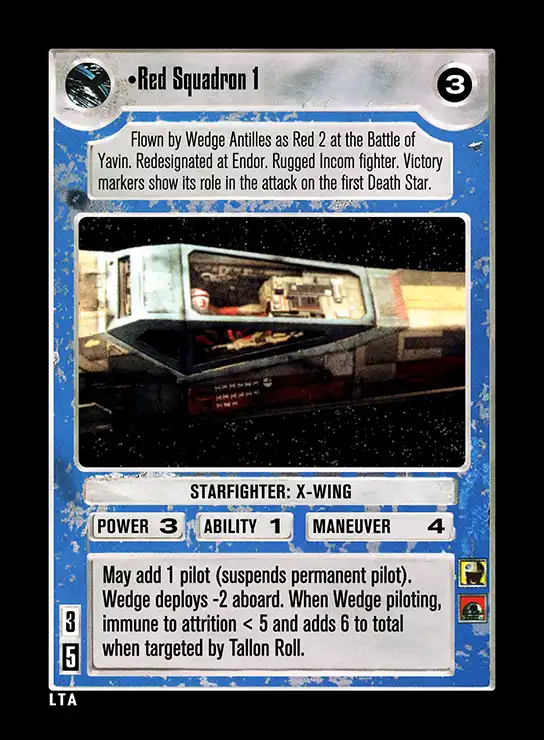 •Red Squadron 1
3
Flown by Wedge Antilles as Red 2 at the Battle of
Yavin. Redesignated at Endor. Rugged Incom fighter. Victory
markers show its role in the attack on the first Death Star.
STARFIGHTER: X-WING
POWER 3 ABILITY 1 MANEUVER 4
May add 1 pilot (suspends permanent pilot).
Wedge deploys -2 aboard. When Wedge piloting,
immune to attrition < 5 and adds 6 to total
when targeted by Tallon Roll.
3
5
LTA